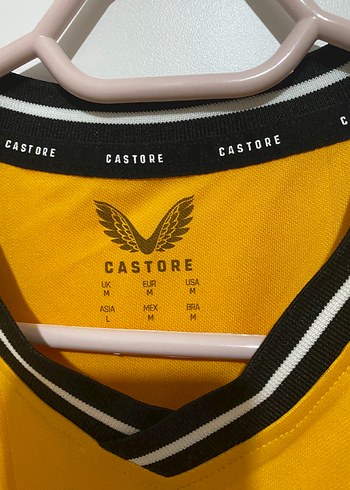 CASTORE CASTORE CASTORE C
CASTORE
UK EUR USA
M M M
ASIA MEX BRA
L M M